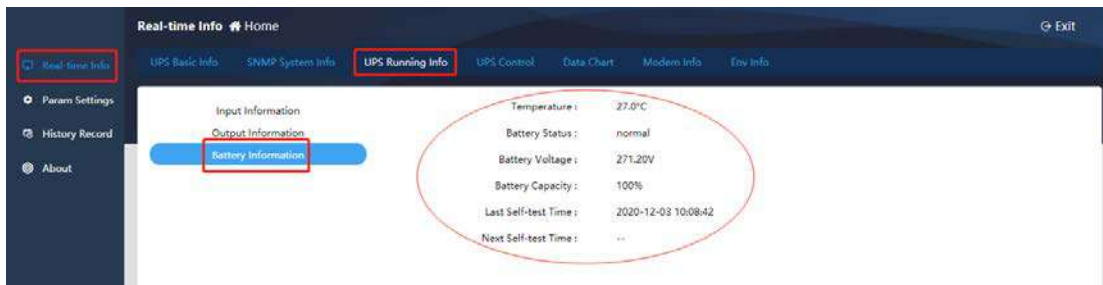 Real-time Info Home
Exit
Real-time Info
Param Settings
History Record
About
UPS Basic Info SNMP System Info UPS Running Info UPS Control Data Chart Modem Info Env Info
Input Information
Output Information
Battery Information
Temperature : 27.0°C
Battery Status : normal
Battery Voltage : 271.20V
Battery Capacity : 100%
Last Self-test Time : 2020-12-03 10:08:42
Next Self-test Time : --